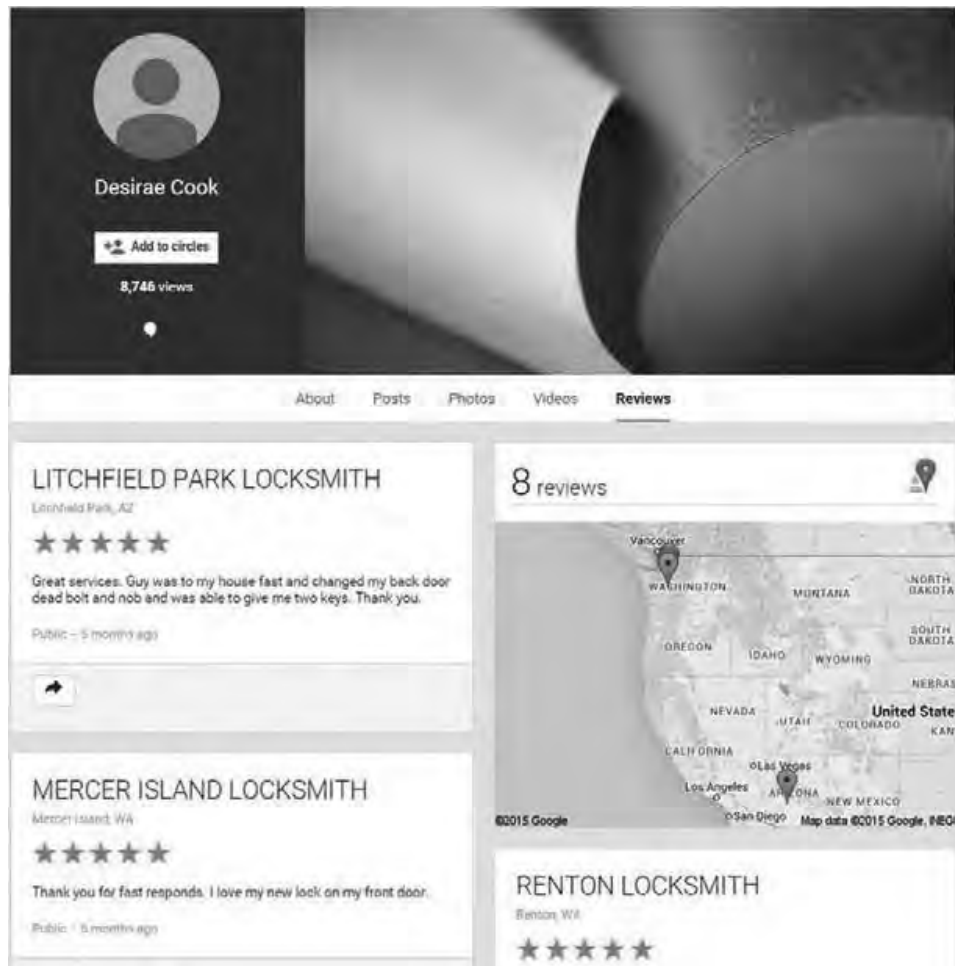 Desirae Cook
Add to circles
8,746 views
About Posts Photos Videos Reviews
LITCHFIELD PARK LOCKSMITH
Litchfield Park, AZ
Great services. Guy was to my house fast and changed my back door
dead bolt and nob and was able to give me two keys. Thank you.
Public – 5 months ago
MERCER ISLAND LOCKSMITH
Mercer Island, WA
Thank you for fast responds. I love my new lock on my front door.
Public – 5 months ago
8 reviews
Vancouver
WASHINGTON
MONTANA
NORTH
DAKOTA
OREGON
IDAHO
WYOMING
SOUTH
DAKOTA
NEBRAS
NEVADA
UTAH
COLORADO
United State
KAN
CALIFORNIA
Las Vegas
Los Angeles
ARIZONA
NEW MEXICO
San Diego
©2015 Google
Map data ©2015 Google, INEG
RENTON LOCKSMITH
Renton, WA